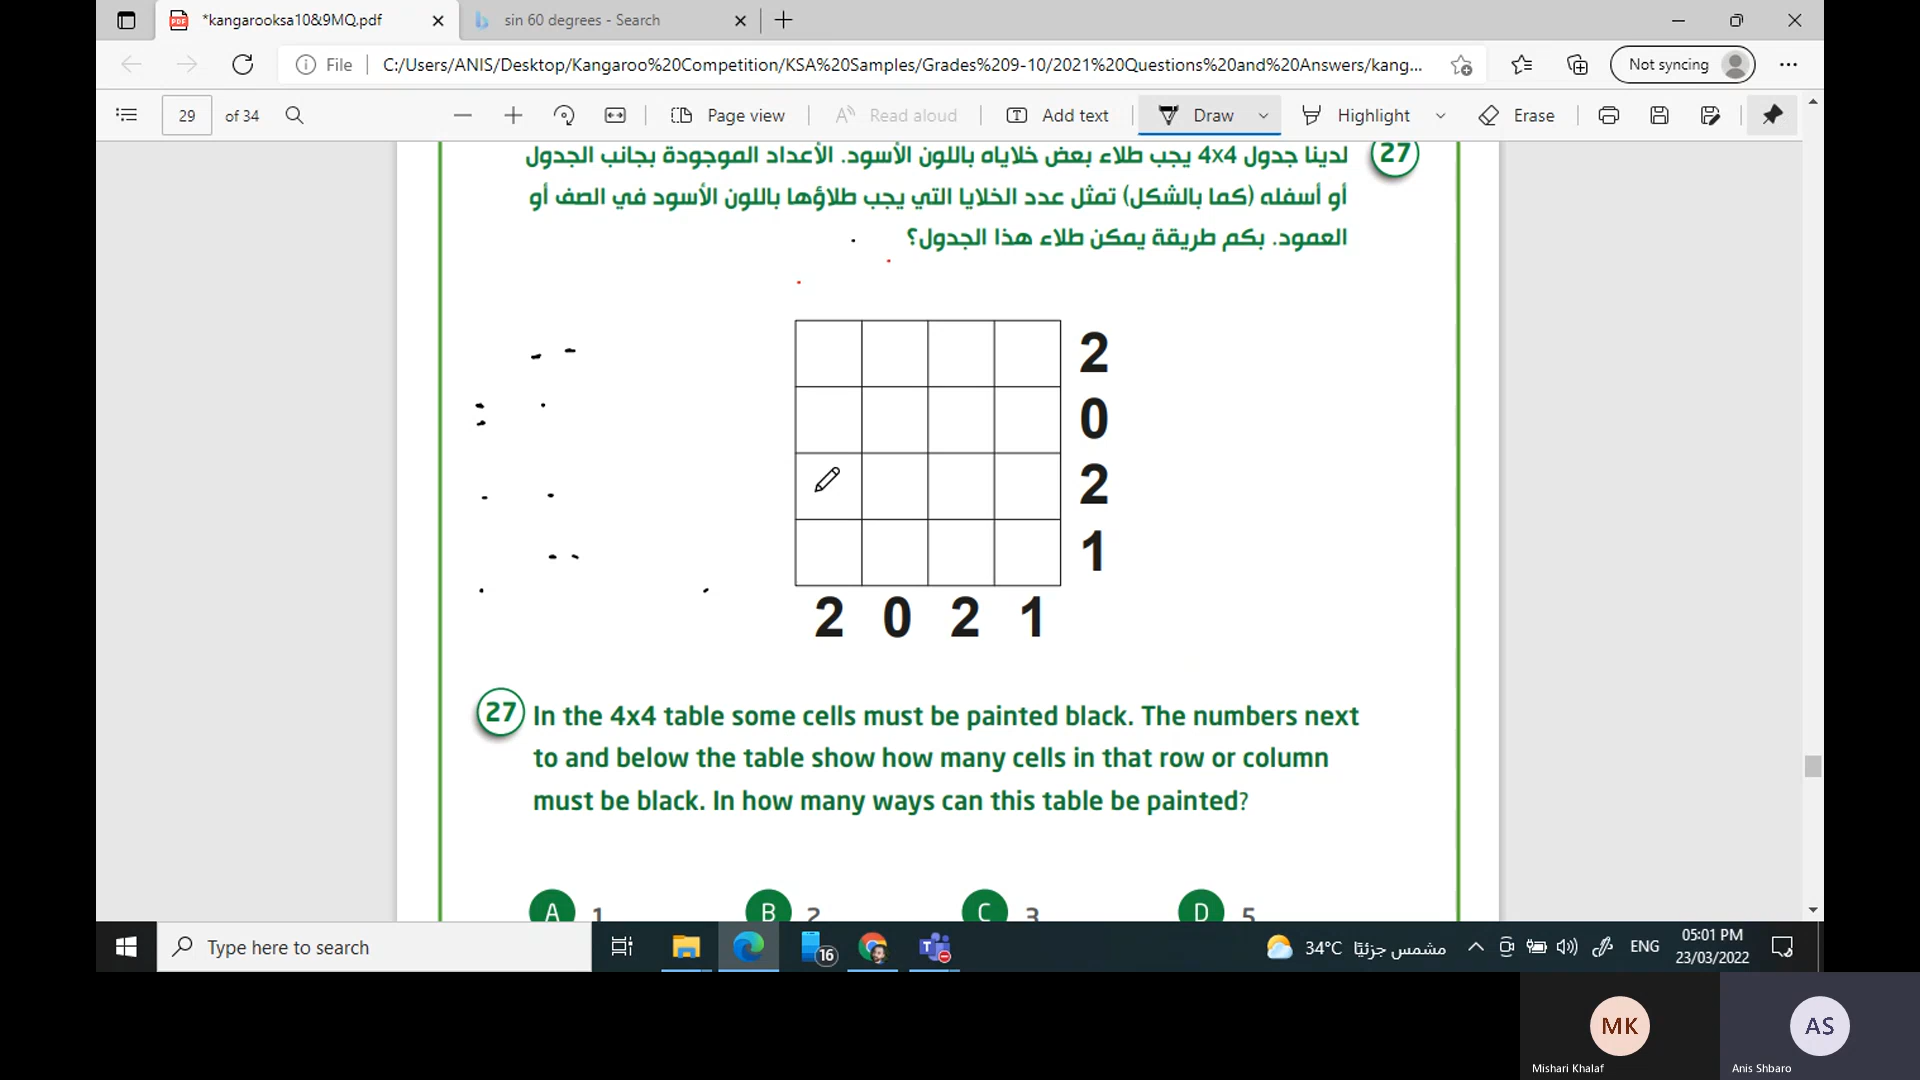 *kangarooksa10&9MQ.pdf
sin 60 degrees - Search
File
C:/Users/ANIS/Desktop/Kangaroo%20Competition/KSA%20Samples/Grades%209-10/2021%20Questions%20and%20Answers/kang...
Not syncing
29 of 34
Page view
Read aloud
Add text
Draw
Highlight
Erase
27 لدينا جدول 4x4 يجب طلاء بعض خلاياه باللون الأسود. الأعداد الموجودة بجانب الجدول
أو أسفله (كما بالشكل) تمثل عدد الخلايا التي يجب طلاؤها باللون الأسود في الصف أو
العمود. بكم طريقة يمكن طلاء هذا الجدول؟
2
0
2
1
2 0 2 1
27 In the 4x4 table some cells must be painted black. The numbers next
to and below the table show how many cells in that row or column
must be black. In how many ways can this table be painted?
A 1 B 2 C 3 D 5
Type here to search
16
34°C مشمس جزئيًا
ENG
05:01 PM
23/03/2022
MK
Mishari Khalaf
AS
Anis Shbaro